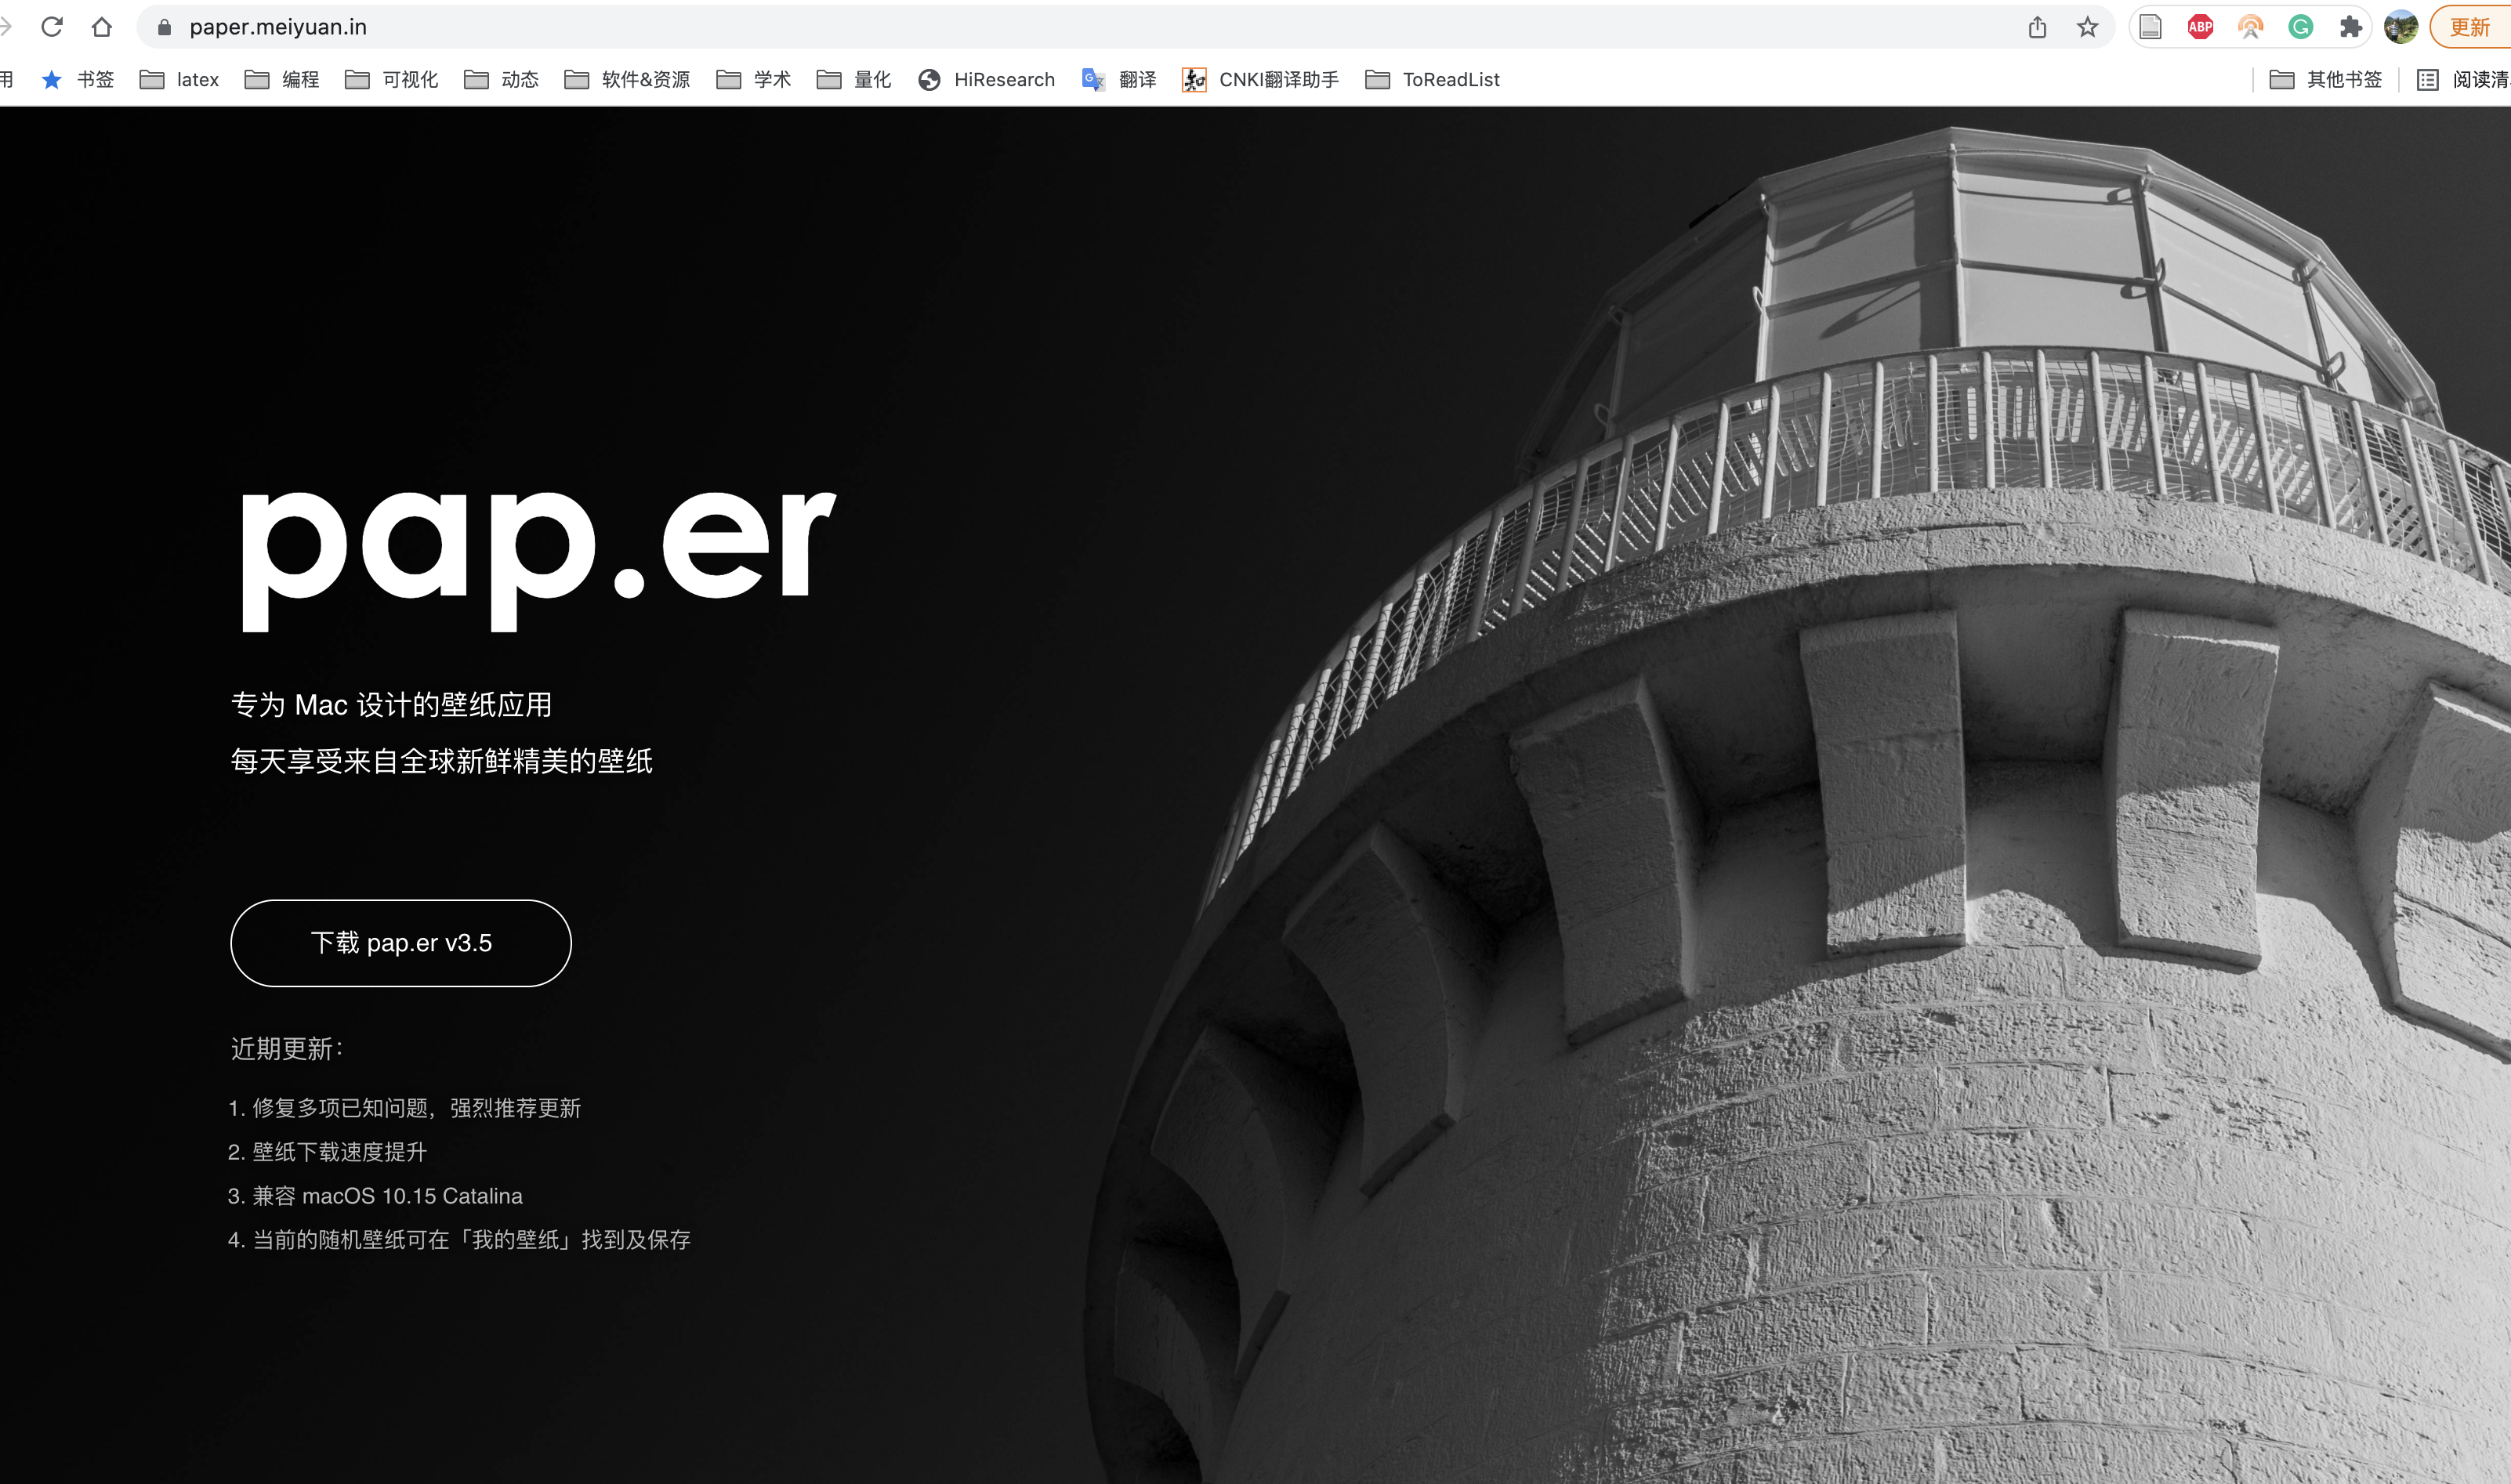 paper.meiyuan.in
更新
用 书签 latex 编程 可视化 动态 软件&资源 学术 量化 HiResearch 翻译 CNKI翻译助手 ToReadList 其他书签 阅读清
ABP
pap.er
专为 Mac 设计的壁纸应用
每天享受来自全球新鲜精美的壁纸
下载 pap.er v3.5
近期更新：
1. 修复多项已知问题，强烈推荐更新
2. 壁纸下载速度提升
3. 兼容 macOS 10.15 Catalina
4. 当前的随机壁纸可在「我的壁纸」找到及保存